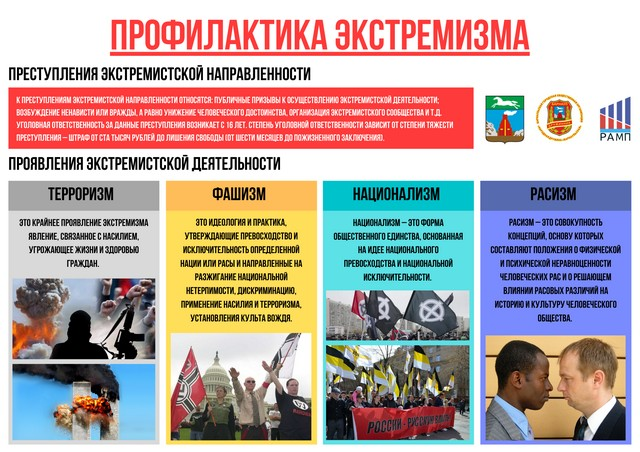 ПРОФИЛАКТИКА ЭКСТРЕМИЗМА
ПРЕСТУПЛЕНИЯ ЭКСТРЕМИСТСКОЙ НАПРАВЛЕННОСТИ
К ПРЕСТУПЛЕНИЯМ ЭКСТРЕМИСТСКОЙ НАПРАВЛЕННОСТИ ОТНОСЯТСЯ: ПУБЛИЧНЫЕ ПРИЗЫВЫ К ОСУЩЕСТВЛЕНИЮ ЭКСТРЕМИСТСКОЙ ДЕЯТЕЛЬНОСТИ;
ВОЗБУЖДЕНИЕ НЕНАВИСТИ ИЛИ ВРАЖДЫ, А РАВНО УНИЖЕНИЕ ЧЕЛОВЕЧЕСКОГО ДОСТОИНСТВА, ОРГАНИЗАЦИЯ ЭКСТРЕМИСТСКОГО СООБЩЕСТВА И Т.Д.
УГОЛОВНАЯ ОТВЕТСТВЕННОСТЬ ЗА ДАННЫЕ ПРЕСТУПЛЕНИЯ ВОЗНИКАЕТ С 16 ЛЕТ. СТЕПЕНЬ УГОЛОВНОЙ ОТВЕТСТВЕННОСТИ ЗАВИСИТ ОТ СТЕПЕНИ ТЯЖЕСТИ
ПРЕСТУПЛЕНИЯ – ШТРАФ ОТ СТА ТЫСЯЧ РУБЛЕЙ ДО ЛИШЕНИЯ СВОБОДЫ (ОТ ШЕСТИ МЕСЯЦЕВ ДО ПОЖИЗНЕННОГО ЗАКЛЮЧЕНИЯ).
РАМП
ПРОЯВЛЕНИЯ ЭКСТРЕМИСТСКОЙ ДЕЯТЕЛЬНОСТИ
ТЕРРОРИЗМ
ЭТО КРАЙНЕЕ ПРОЯВЛЕНИЕ ЭКСТРЕМИЗМА
ЯВЛЕНИЕ, СВЯЗАННОЕ С НАСИЛИЕМ,
УГРОЖАЮЩЕЕ ЖИЗНИ И ЗДОРОВЬЮ
ГРАЖДАН.
ФАШИЗМ
ЭТО ИДЕОЛОГИЯ И ПРАКТИКА,
УТВЕРЖДАЮЩИЕ ПРЕВОСХОДСТВО И
ИСКЛЮЧИТЕЛЬНОСТЬ ОПРЕДЕЛЕННОЙ
НАЦИИ ИЛИ РАСЫ И НАПРАВЛЕННЫЕ НА
РАЗЖИГАНИЕ НАЦИОНАЛЬНОЙ
НЕТЕРПИМОСТИ, ДИСКРИМИНАЦИЮ,
ПРИМЕНЕНИЕ НАСИЛИЯ И ТЕРРОРИЗМА,
УСТАНОВЛЕНИЯ КУЛЬТА ВОЖДЯ.
НАЦИОНАЛИЗМ
НАЦИОНАЛИЗМ – ЭТО ФОРМА
ОБЩЕСТВЕННОГО ЕДИНСТВА, ОСНОВАННАЯ
НА ИДЕЕ НАЦИОНАЛЬНОГО
ПРЕВОСХОДСТВА И НАЦИОНАЛЬНОЙ
ИСКЛЮЧИТЕЛЬНОСТИ.
РОССИИ - РУССКУЮ
РАСИЗМ
РАСИЗМ – ЭТО СОВОКУПНОСТЬ
КОНЦЕПЦИЙ, ОСНОВУ КОТОРЫХ
СОСТАВЛЯЮТ ПОЛОЖЕНИЯ О ФИЗИЧЕСКОЙ
И ПСИХИЧЕСКОЙ НЕРАВНОЦЕННОСТИ
ЧЕЛОВЕЧЕСКИХ РАС И О РЕШАЮЩЕМ
ВЛИЯНИИ РАСОВЫХ РАЗЛИЧИЙ НА
ИСТОРИЮ И КУЛЬТУРУ ЧЕЛОВЕЧЕСКОГО
ОБЩЕСТВА.